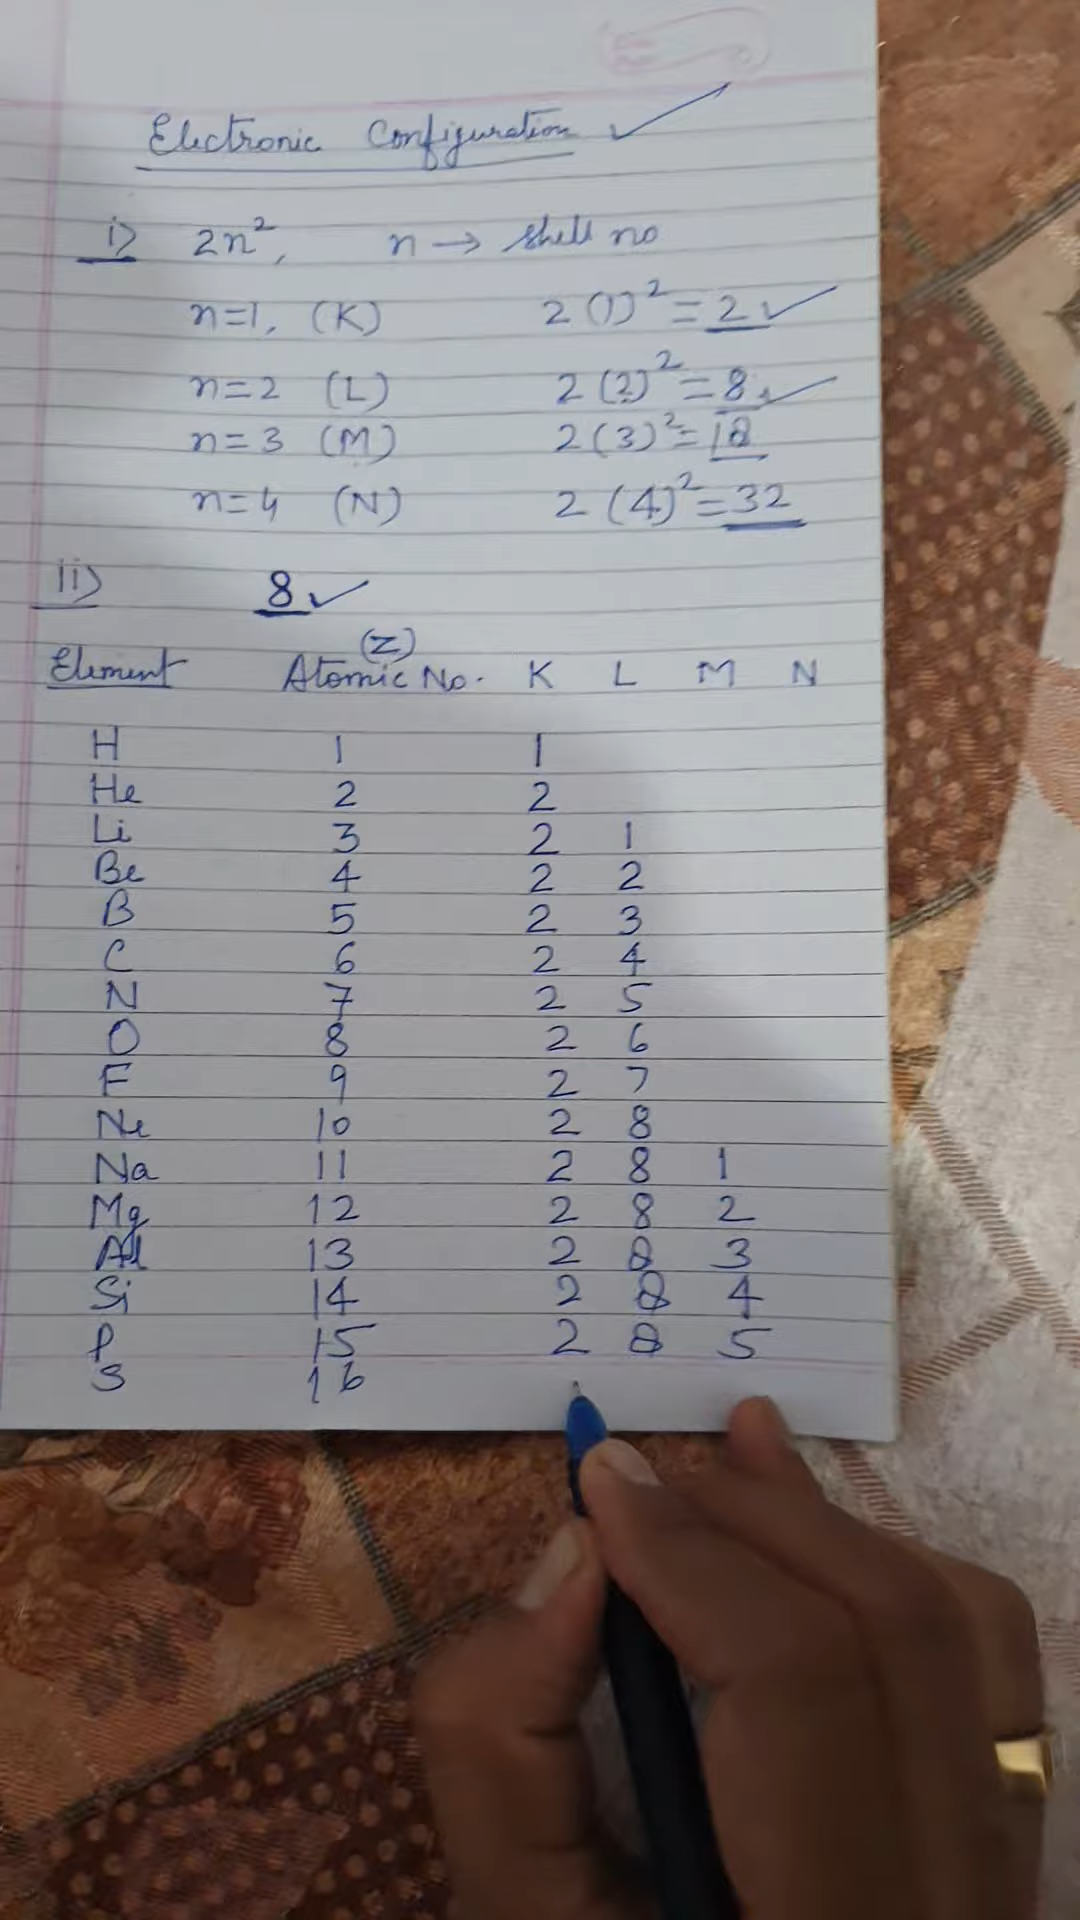 Electronic Configuration ✓
i) 2n², n → shell no
n=1, (K) 2(1)² = 2 ✓
n=2 (L) 2(2)² = 8 ✓
n=3 (M) 2(3)² = 18
n=4 (N) 2(4)² = 32
ii) 8 ✓
(Z)
Element Atomic No. K L M N
H 1 1
He 2 2
Li 3 2 1
Be 4 2 2
B 5 2 3
C 6 2 4
N 7 2 5
O 8 2 6
F 9 2 7
Ne 10 2 8
Na 11 2 8 1
Mg 12 2 8 2
Al 13 2 8 3
Si 14 2 8 4
P 15 2 8 5
S 16